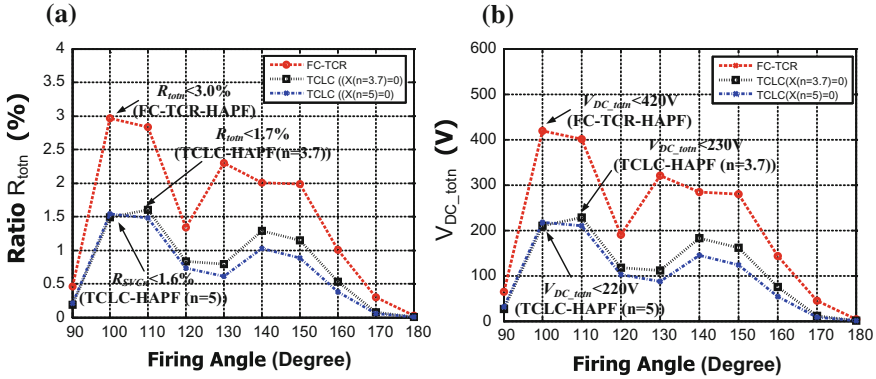 (a)
4
3.5
3
2.5
2
1.5
1
0.5
0
90 100 110 120 130 140 150 160 170 180
Ratio R_totn (%)
Firing Angle (Degree)
FC-TCR
TCLC ((X(n=3.7)=0)
TCLC ((X(n=5)=0)
R_totn<3.0%
(FC-TCR-HAPF)
R_totn<1.7%
(TCLC-HAPF(n=3.7))
R_SVCn<1.6%
(TCLC-HAPF (n=5))
(b)
600
500
400
300
200
100
0
90 100 110 120 130 140 150 160 170 180
V_DC_totn (V)
Firing Angle (Degree)
FC-TCR
TCLC(X(n=3.7)=0)
TCLC(X(n=5)=0)
V_DC_totn<420V
(FC-TCR-HAPF)
V_DC_totn<230V
(TCLC-HAPF (n=3.7))
V_DC_totn<220V
(TCLC-HAPF (n=5))